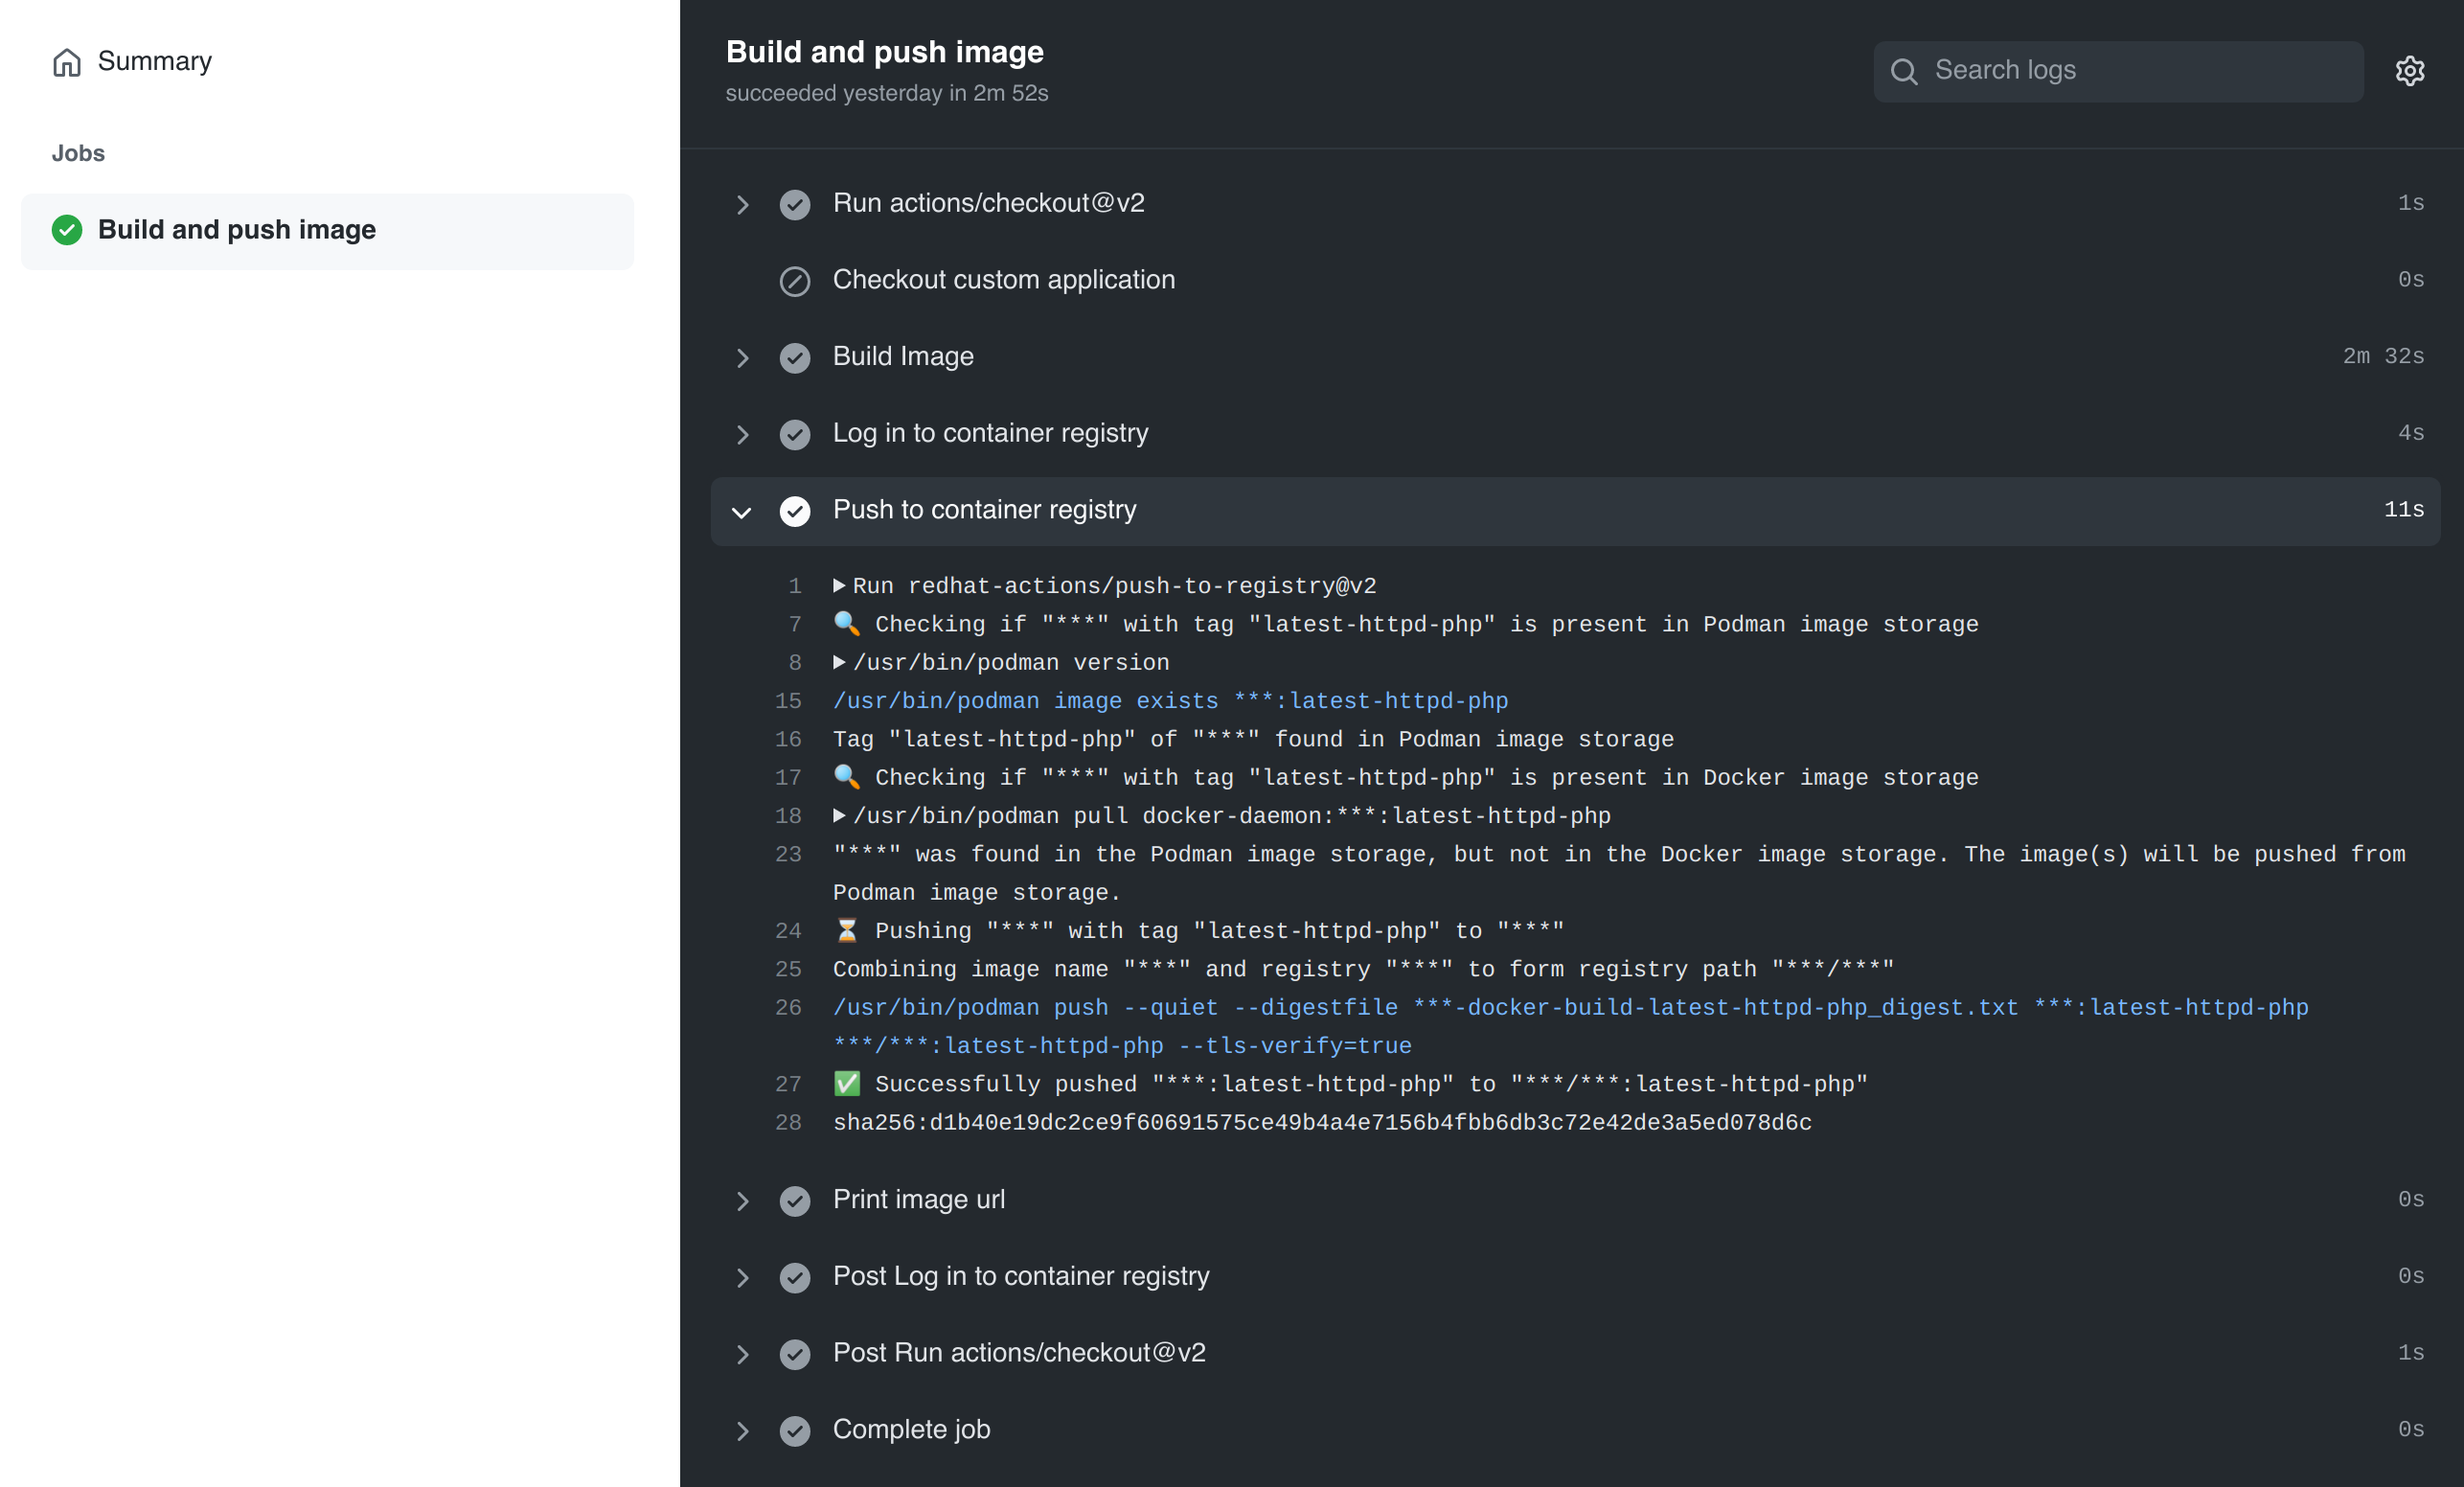 Summary
Jobs
Build and push image
Build and push image
succeeded yesterday in 2m 52s
Search logs
Run actions/checkout@v2 1s
Checkout custom application 0s
Build Image 2m 32s
Log in to container registry 4s
Push to container registry 11s
1 Run redhat-actions/push-to-registry@v2
7 🔍 Checking if "***" with tag "latest-httpd-php" is present in Podman image storage
8 /usr/bin/podman version
15 /usr/bin/podman image exists ***:latest-httpd-php
16 Tag "latest-httpd-php" of "***" found in Podman image storage
17 🔍 Checking if "***" with tag "latest-httpd-php" is present in Docker image storage
18 /usr/bin/podman pull docker-daemon:***:latest-httpd-php
23 "***" was found in the Podman image storage, but not in the Docker image storage. The image(s) will be pushed from
Podman image storage.
24 ⏳ Pushing "***" with tag "latest-httpd-php" to "***"
25 Combining image name "***" and registry "***" to form registry path "***/***"
26 /usr/bin/podman push --quiet --digestfile ***-docker-build-latest-httpd-php_digest.txt ***:latest-httpd-php
***/***:latest-httpd-php --tls-verify=true
27 ✅ Successfully pushed "***:latest-httpd-php" to "***/***:latest-httpd-php"
28 sha256:d1b40e19dc2ce9f60691575ce49b4a4e7156b4fbb6db3c72e42de3a5ed078d6c
Print image url 0s
Post Log in to container registry 0s
Post Run actions/checkout@v2 1s
Complete job 0s